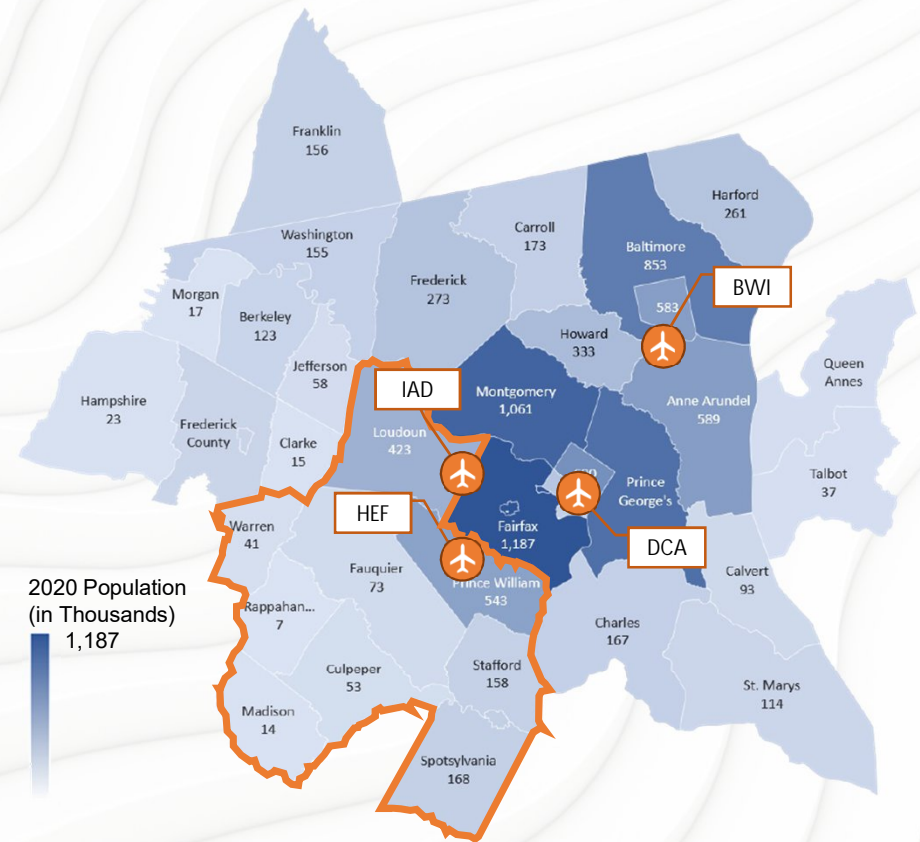 Franklin
156
Washington
155
Carroll
173
Harford
261
Baltimore
853
Frederick
273
BWI
583
Morgan
17
Berkeley
123
Howard
333
Jefferson
58
Queen
Annes
IAD
Montgomery
1,061
Anne Arundel
589
Hampshire
23
Frederick
County
Clarke
15
Loudoun
423
Talbot
37
Prince
George's
HEF
Fairfax
1,187
DCA
Warren
41
Fauquier
73
Prince William
543
Calvert
93
2020 Population
(in Thousands)
1,187
Rappahan...
7
Charles
167
Culpeper
53
Stafford
158
St. Marys
114
Madison
14
Spotsylvania
168